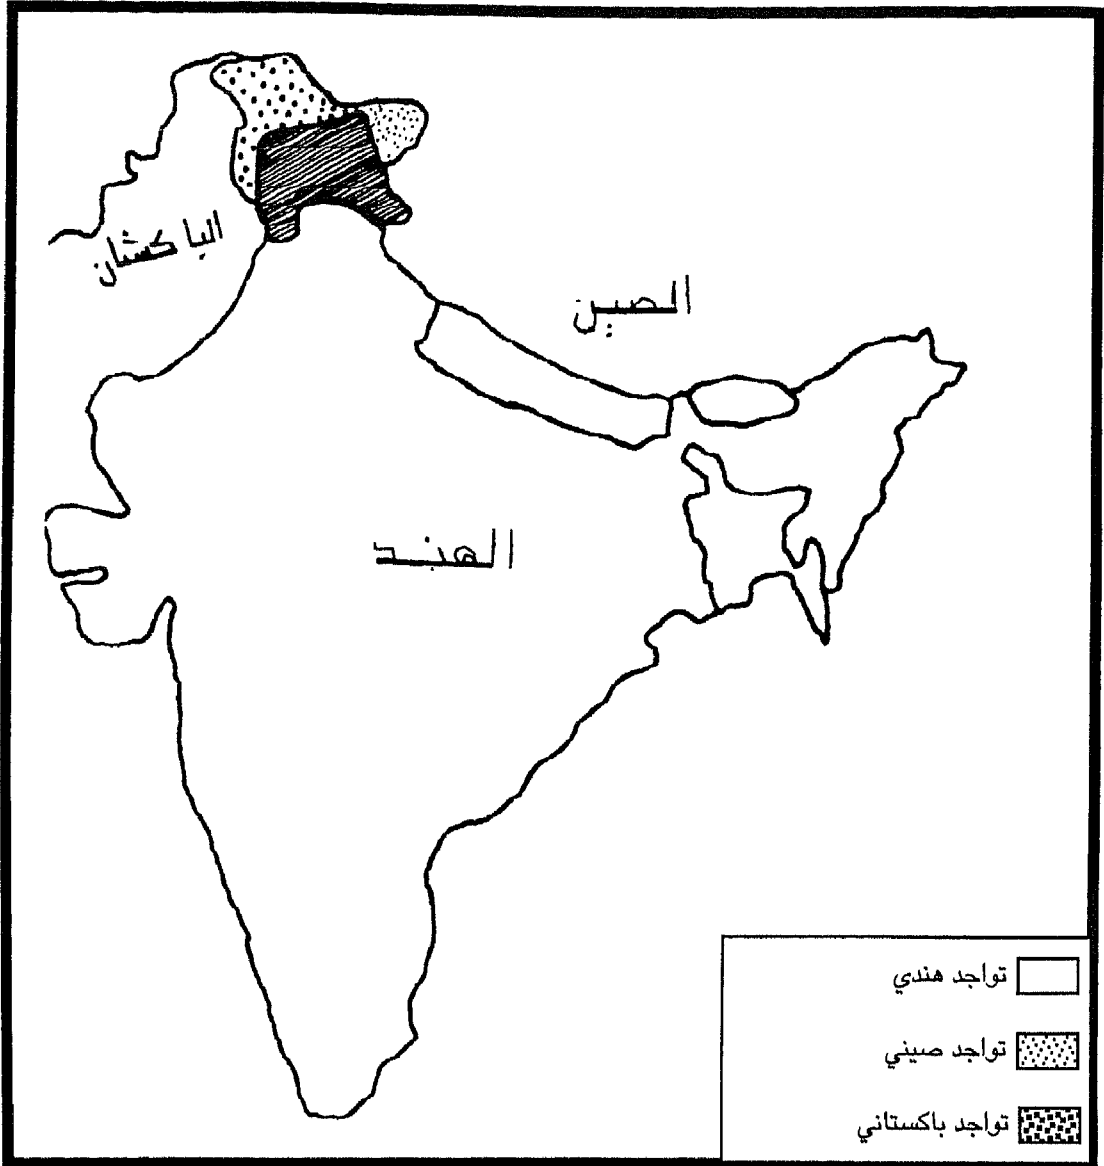 الباكستان
الصين
الهند
تواجد هندي
تواجد صيني
تواجد باكستاني